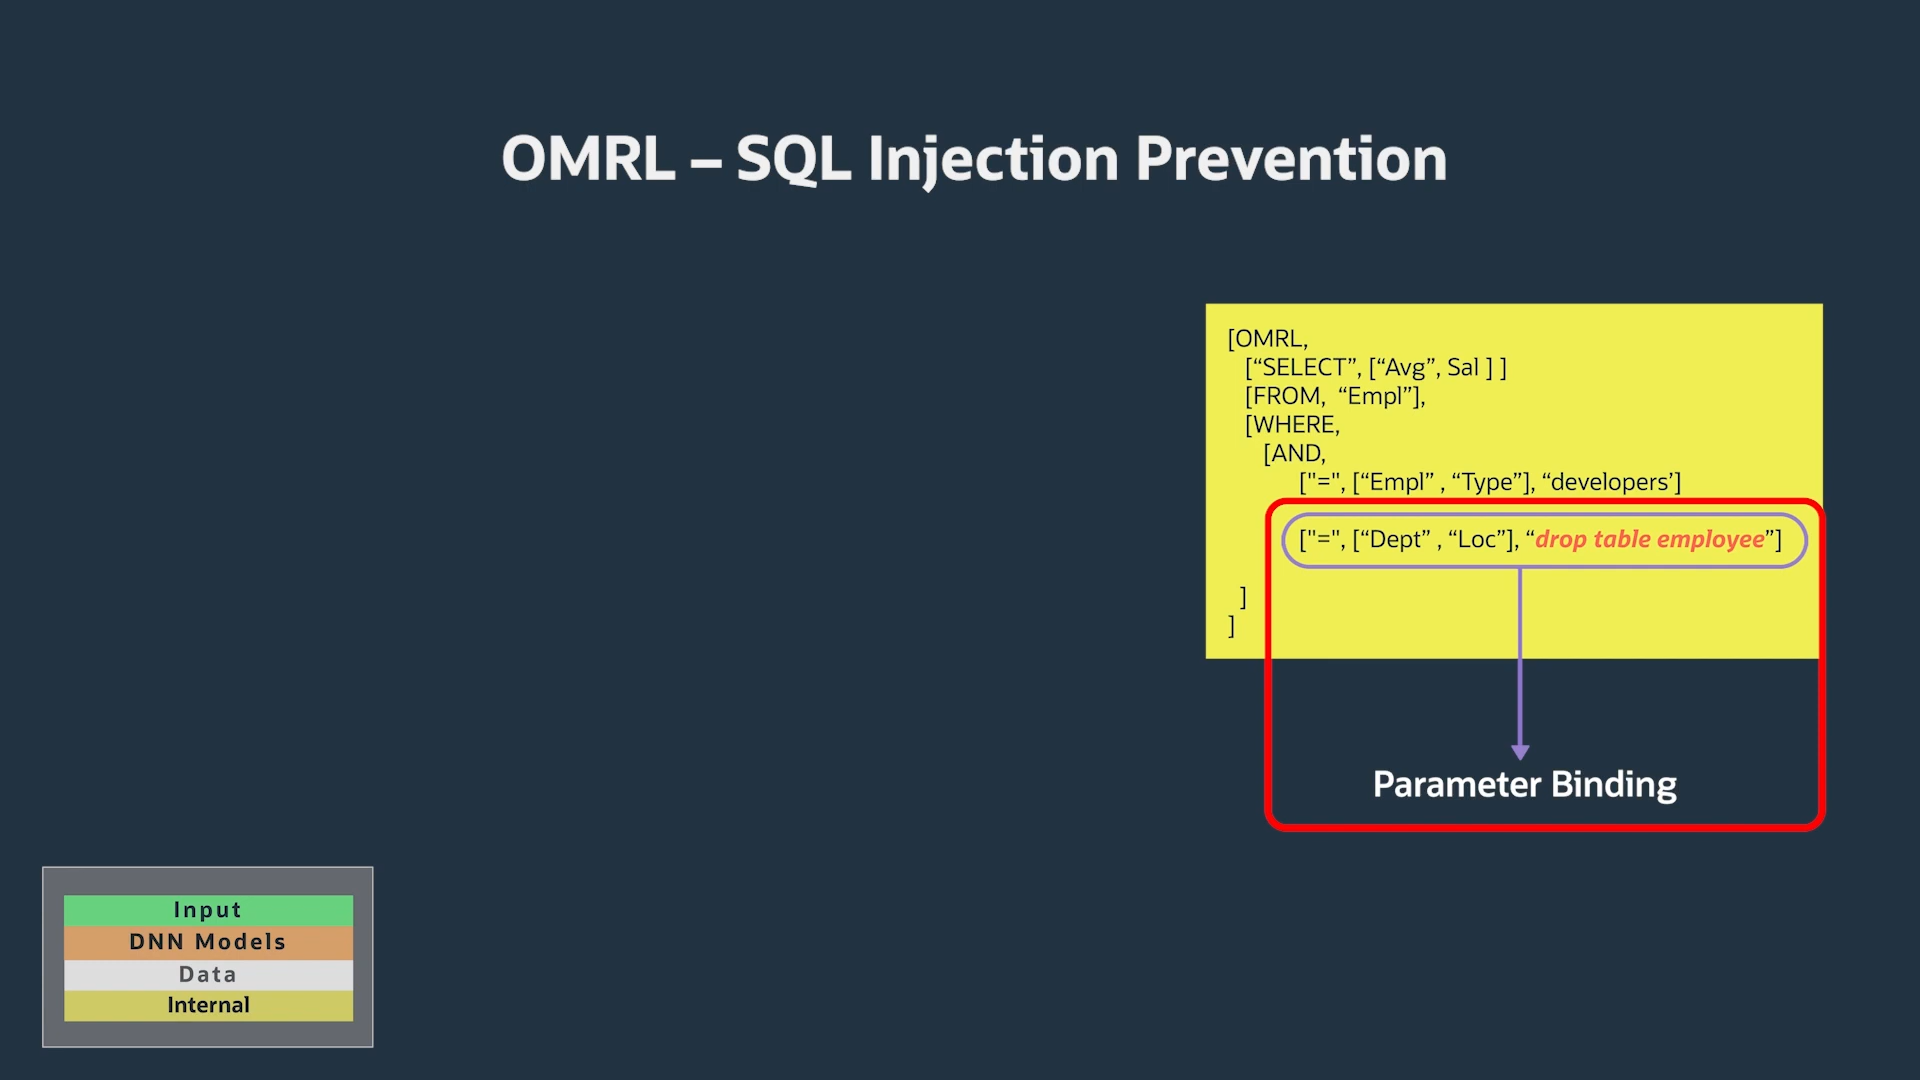 OMRL – SQL Injection Prevention
[OMRL,
[“SELECT”, [“Avg”, Sal ] ]
[FROM, “Empl”],
[WHERE,
[AND,
["=", [“Empl” , “Type”], “developers’]
["=", [“Dept” , “Loc”], “drop table employee”]
]
]
Parameter Binding
Input
DNN Models
Data
Internal